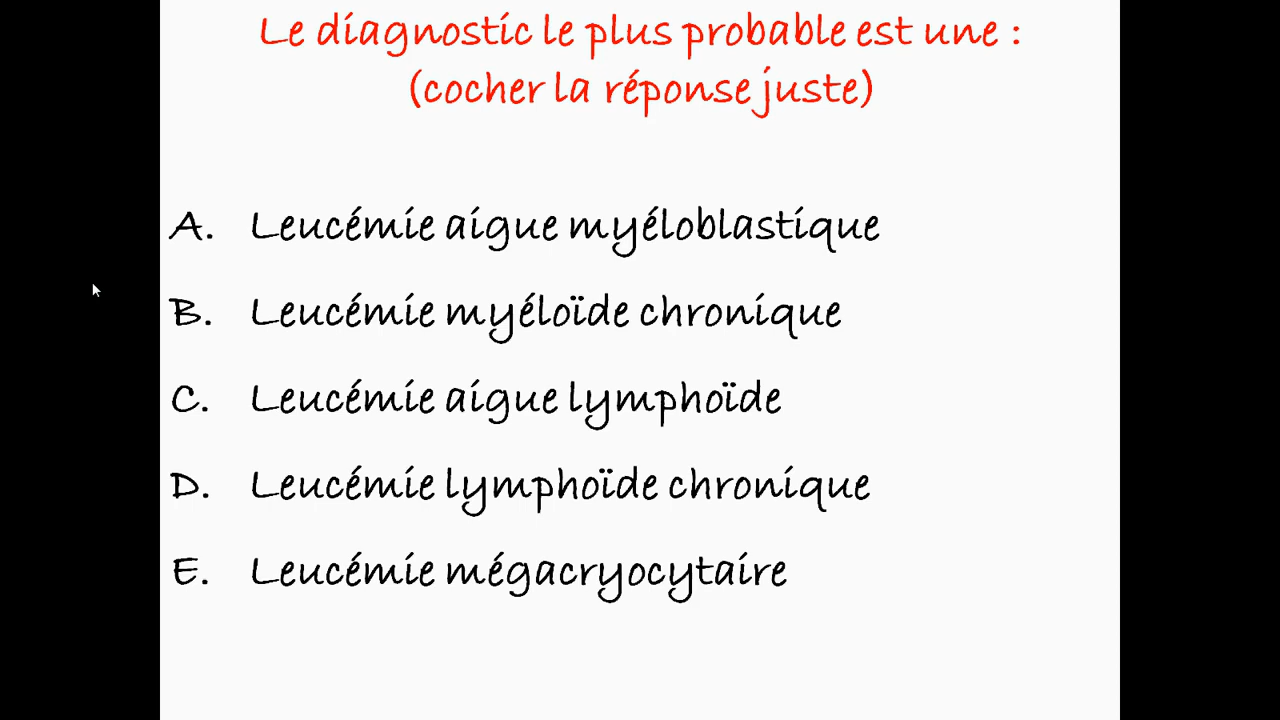 Le diagnostic le plus probable est une :
(cocher la réponse juste)
A. Leucémie aigue myéloblastique
B. Leucémie myéloïde chronique
C. Leucémie aigue lymphoïde
D. Leucémie lymphoïde chronique
E. Leucémie mégacryocytaire